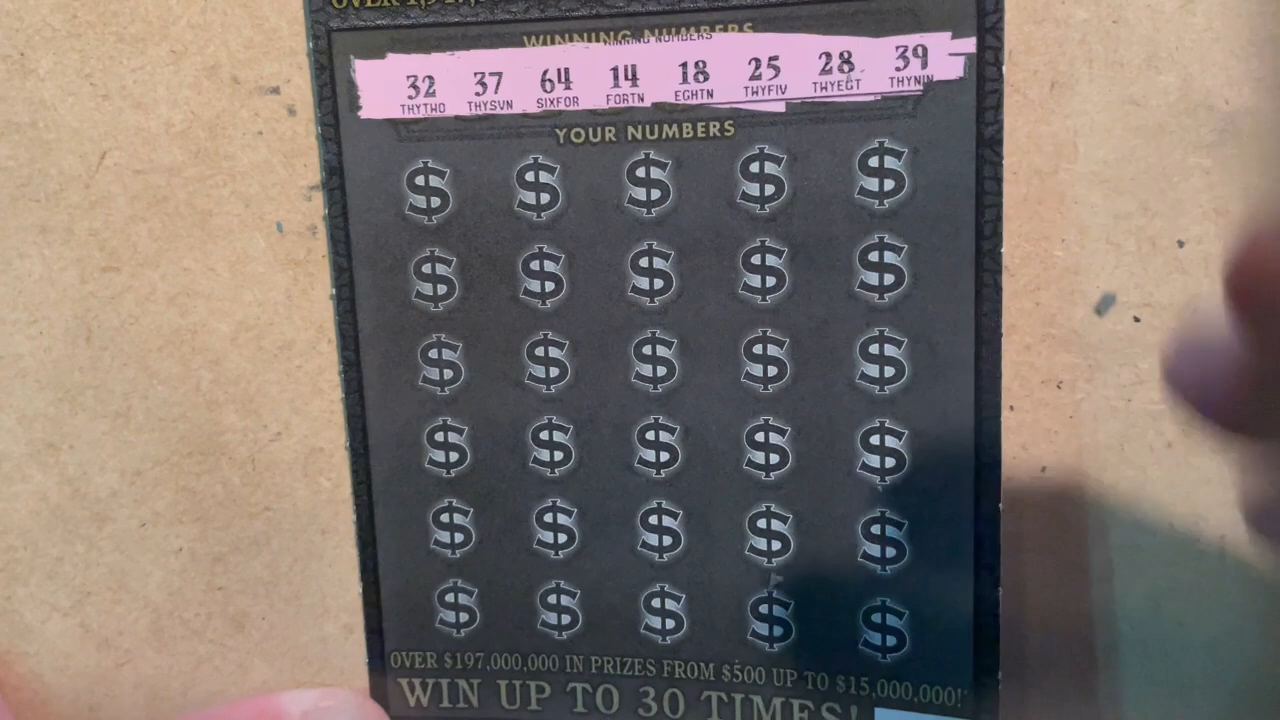 WINNING NUMBERS
WINNING NUMBERS
32 37 64 14 18 25 28 39
THYTWO THYSVN SIXFOR FORTN EGHTN TWYFIV TWYEGT THYNIN
YOUR NUMBERS
$ $ $ $ $
$ $ $ $ $
$ $ $ $ $
$ $ $ $ $
$ $ $ $ $
$ $ $ $ $
OVER $197,000,000 IN PRIZES FROM $500 UP TO $15,000,000!
WIN UP TO 30 TIMES!